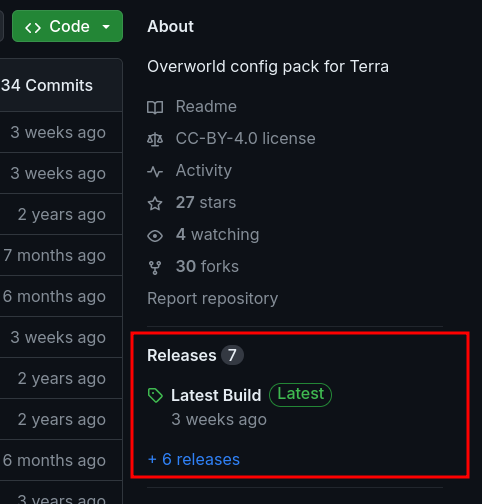 Code
34 Commits
3 weeks ago
3 weeks ago
2 years ago
7 months ago
6 months ago
3 weeks ago
2 years ago
2 years ago
6 months ago
3 years ago
About
Overworld config pack for Terra
Readme
CC-BY-4.0 license
Activity
27 stars
4 watching
30 forks
Report repository
Releases 7
Latest Build Latest
3 weeks ago
+ 6 releases